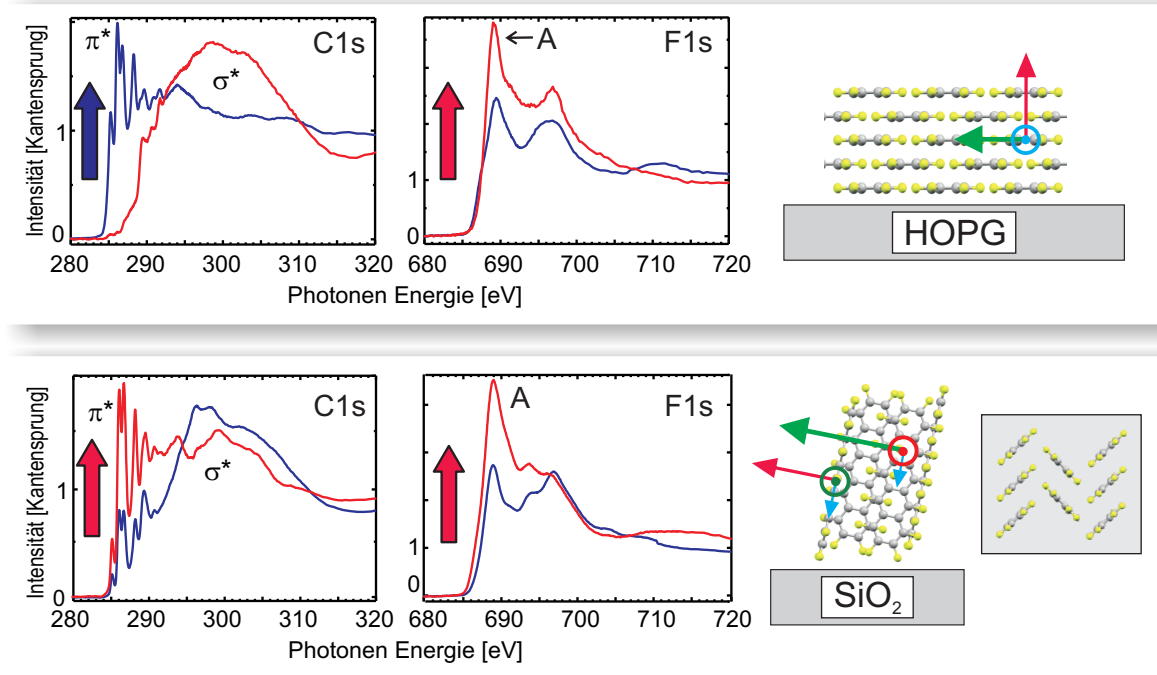 C1s
π*
σ*
Intensität [Kantensprung]
1
0
280 290 300 310 320
F1s
A
1
0
680 690 700 710 720
Photonen Energie [eV]
HOPG
C1s
π*
σ*
Intensität [Kantensprung]
1
0
280 290 300 310 320
F1s
A
1
0
680 690 700 710 720
Photonen Energie [eV]
SiO₂